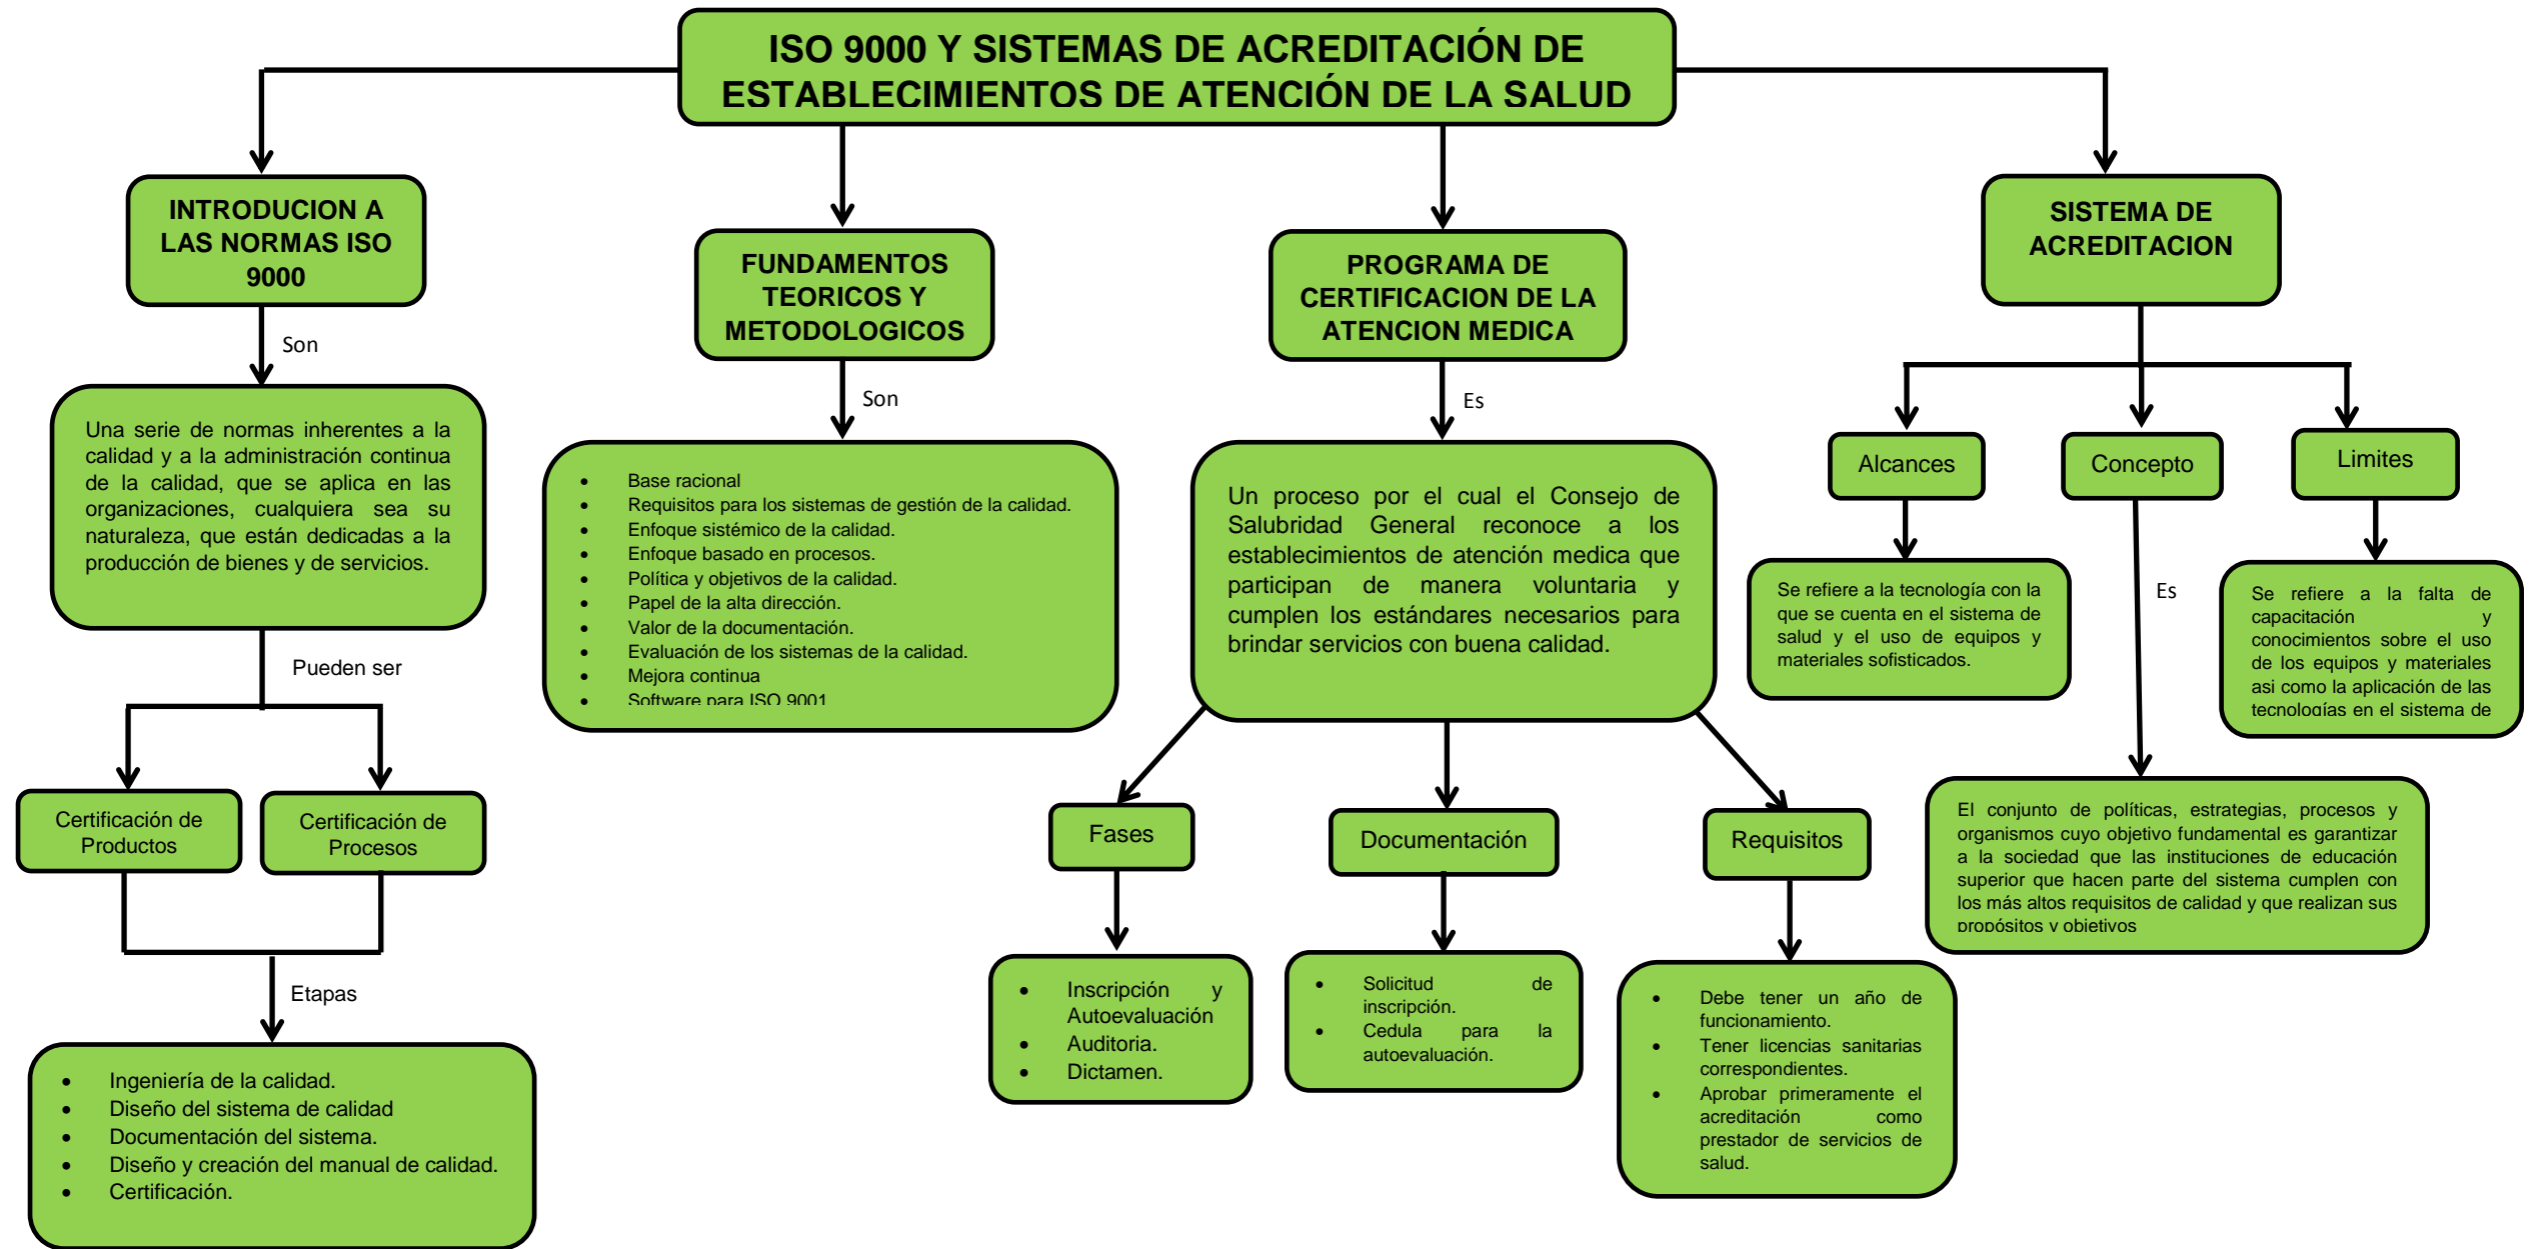 ISO 9000 Y SISTEMAS DE ACREDITACIÓN DE
ESTABLECIMIENTOS DE ATENCIÓN DE LA SALUD
INTRODUCION A
LAS NORMAS ISO
9000
Son
Una serie de normas inherentes a la
calidad y a la administración continua
de la calidad, que se aplica en las
organizaciones, cualquiera sea su
naturaleza, que están dedicadas a la
producción de bienes y de servicios.
Pueden ser
Certificación de
Productos
Certificación de
Procesos
Etapas
• Ingeniería de la calidad.
• Diseño del sistema de calidad
• Documentación del sistema.
• Diseño y creación del manual de calidad.
• Certificación.
FUNDAMENTOS
TEORICOS Y
METODOLOGICOS
Son
• Base racional
• Requisitos para los sistemas de gestión de la calidad.
• Enfoque sistémico de la calidad.
• Enfoque basado en procesos.
• Política y objetivos de la calidad.
• Papel de la alta dirección.
• Valor de la documentación.
• Evaluación de los sistemas de la calidad.
• Mejora continua
• Software para ISO 9001
PROGRAMA DE
CERTIFICACION DE LA
ATENCION MEDICA
Es
Un proceso por el cual el Consejo de
Salubridad General reconoce a los
establecimientos de atención medica que
participan de manera voluntaria y
cumplen los estándares necesarios para
brindar servicios con buena calidad.
Fases
• Inscripción y
Autoevaluación
• Auditoria.
• Dictamen.
Documentación
• Solicitud de
inscripción.
• Cedula para la
autoevaluación.
Requisitos
• Debe tener un año de
funcionamiento.
• Tener licencias sanitarias
correspondientes.
• Aprobar primeramente el
acreditación como
prestador de servicios de
salud.
SISTEMA DE
ACREDITACION
Alcances
Se refiere a la tecnología con la
que se cuenta en el sistema de
salud y el uso de equipos y
materiales sofisticados.
Concepto
Es
El conjunto de políticas, estrategias, procesos y
organismos cuyo objetivo fundamental es garantizar
a la sociedad que las instituciones de educación
superior que hacen parte del sistema cumplen con
los más altos requisitos de calidad y que realizan sus
propósitos y objetivos
Limites
Se refiere a la falta de
capacitación y
conocimientos sobre el uso
de los equipos y materiales
asi como la aplicación de las
tecnologías en el sistema de